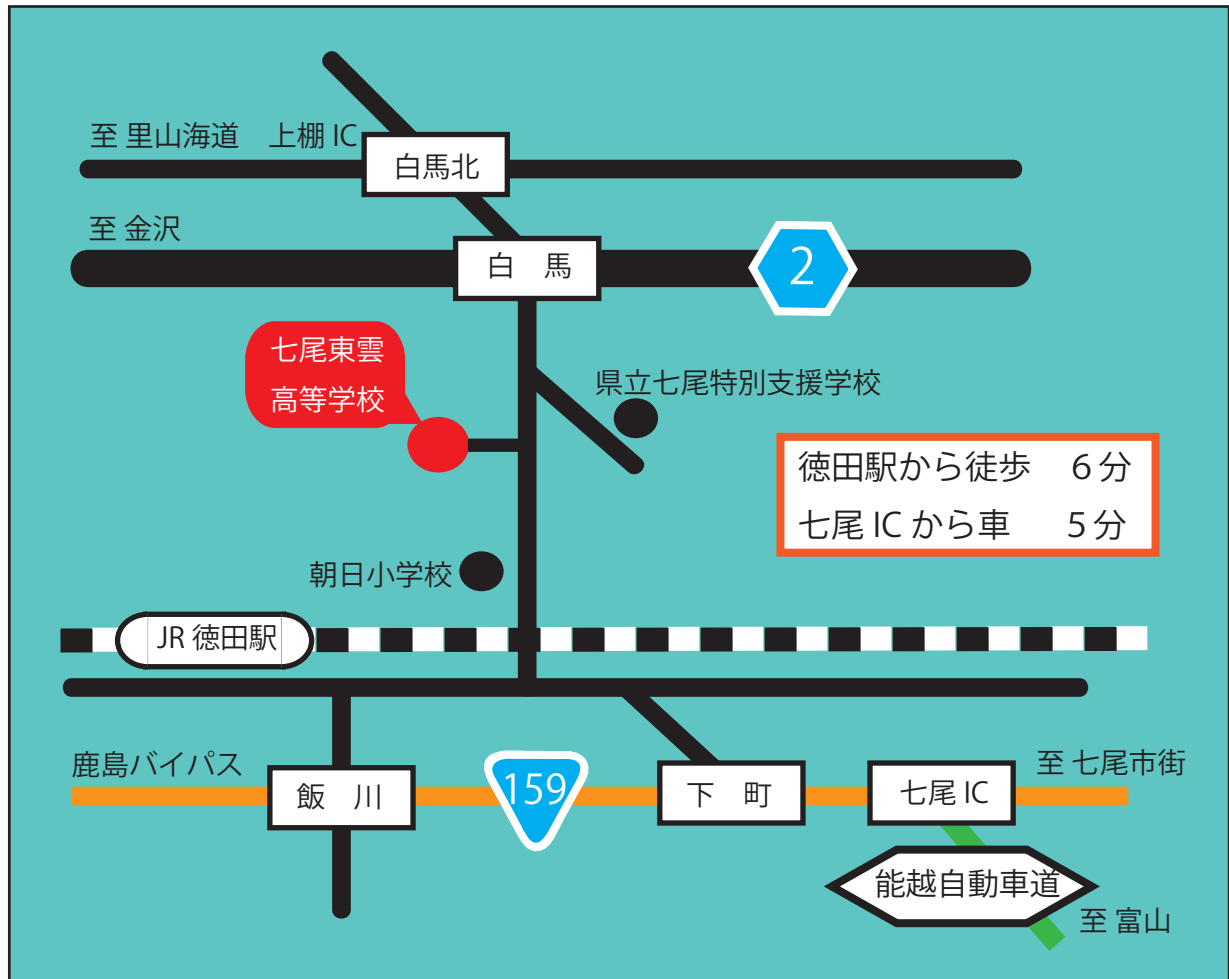 至 里山海道　上棚 IC
白馬北
至 金沢
白　馬
2
七尾東雲
高等学校
県立七尾特別支援学校
徳田駅から徒歩　6分
七尾 IC から車　5分
朝日小学校
JR 徳田駅
鹿島バイパス
飯　川
159
下　町
七尾 IC
至 七尾市街
能越自動車道
至 富山